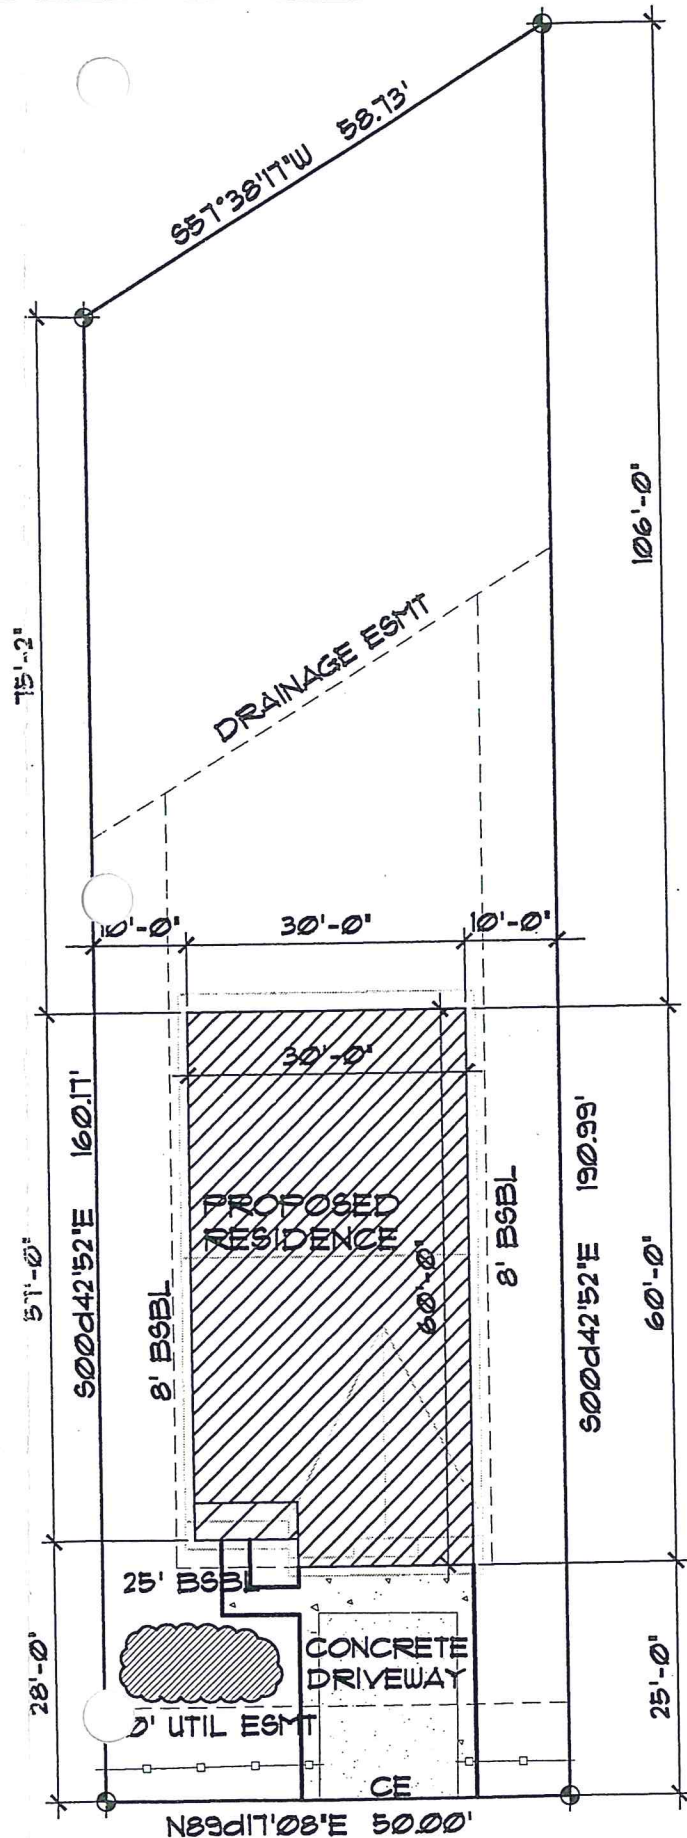 S57°38'17"W 58.73'
106'-0"
75'-2"
DRAINAGE ESMT
10'-0" 30'-0" 10'-0"
30'-0"
S00d42'52"E 160.17'
S00d42'52"E 190.99'
PROPOSED
RESIDENCE
8' BSBL
60'-0"
57'-0"
60'-0"
8' BSBL
25' BSBL
28'-0"
CONCRETE
DRIVEWAY
25'-0"
0' UTIL ESMT
CE
N89d17'08"E 50.00'